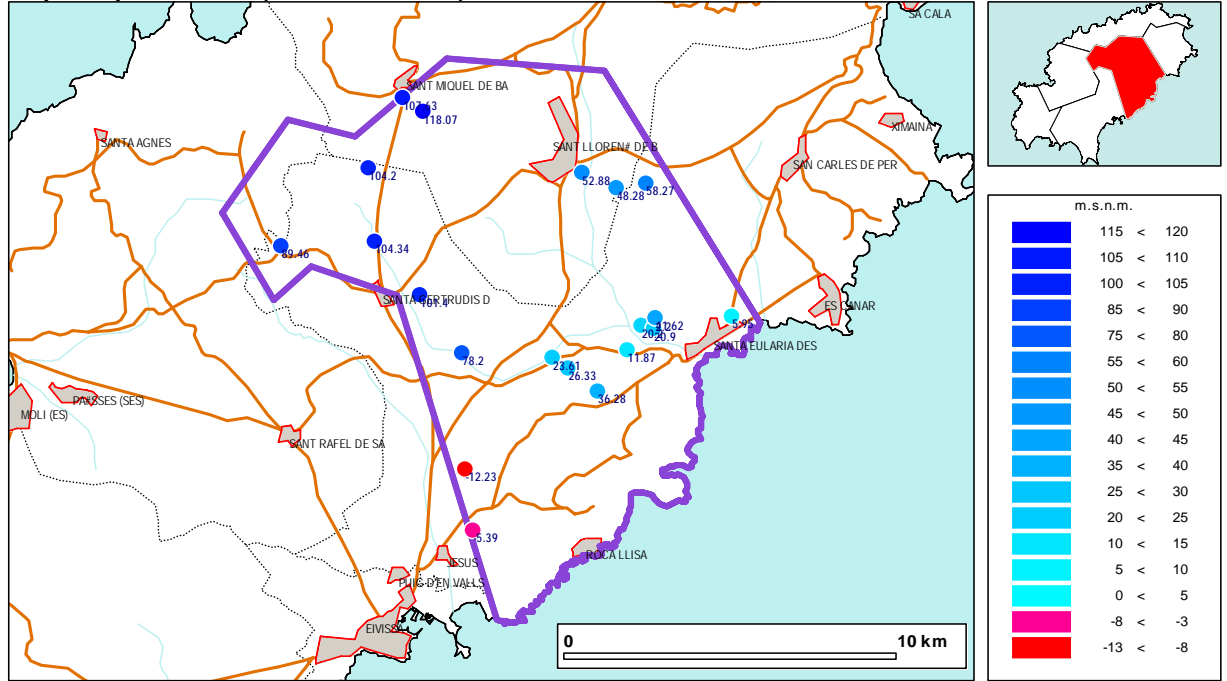 SA CALA
SANT MIQUEL DE BA
107.63
118.07
XIMAINA
SANTA AGNES
SANT LLOREN# DE B
SAN CARLES DE PER
104.2
52.88
48.28
58.27
89.46
104.34
101.4
SANTA GERTRUDIS D
ES CANAR
5.95
20.9
SANTA EULARIA DES
11.87
78.2
23.61
26.33
36.28
PA#SSES (SES)
MOLI (ES)
SANT RAFEL DE SA
-12.23
-5.39
JESUS
ROCA LLISA
PUIG D'EN VALLS
EIVISSA
0 10 km
m.s.n.m.
115 < 120
105 < 110
100 < 105
85 < 90
75 < 80
55 < 60
50 < 55
45 < 50
40 < 45
35 < 40
25 < 30
20 < 25
10 < 15
5 < 10
0 < 5
-8 < -3
-13 < -8